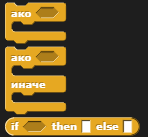 ако
ако
иначе
if then else